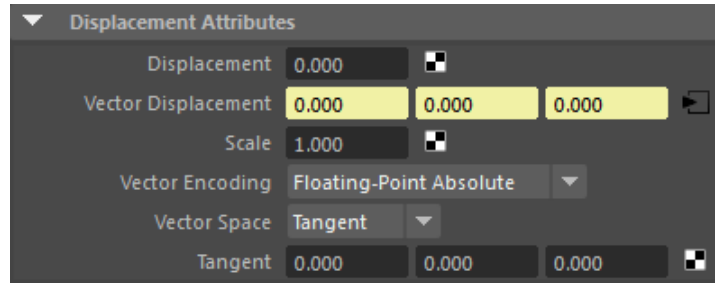 Displacement Attributes
Displacement 0.000
Vector Displacement 0.000 0.000 0.000
Scale 1.000
Vector Encoding Floating-Point Absolute
Vector Space Tangent
Tangent 0.000 0.000 0.000